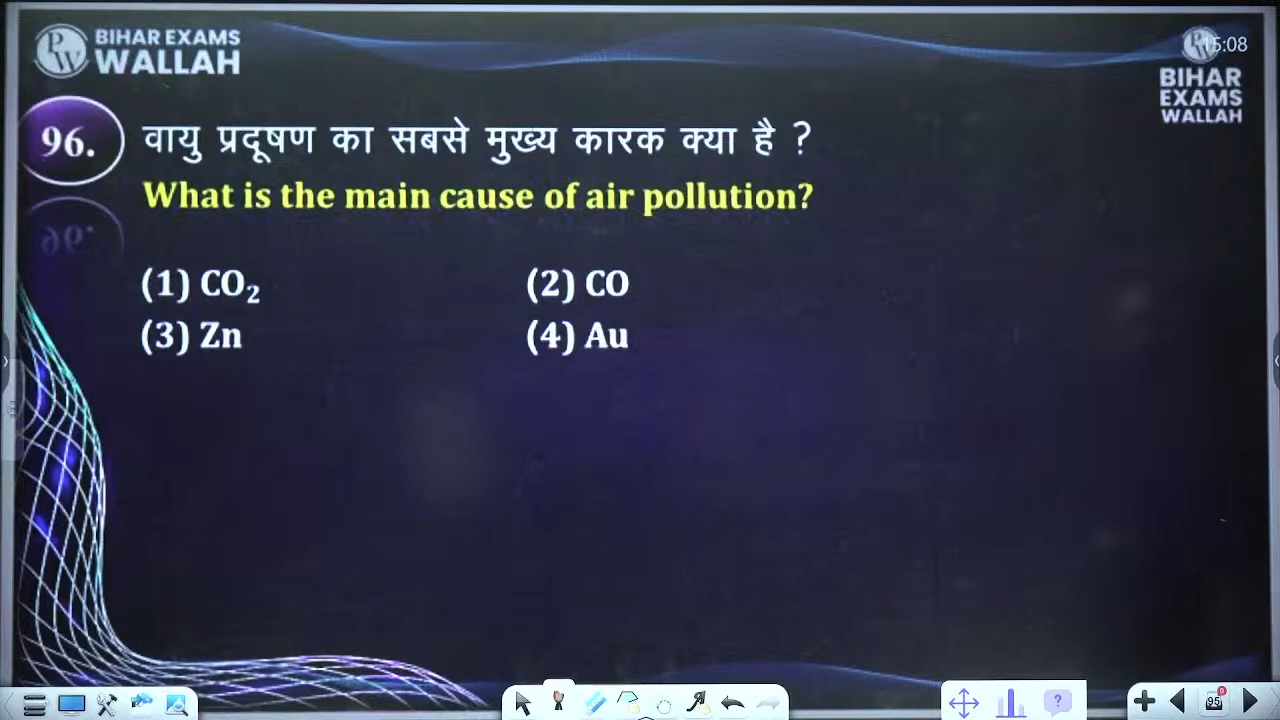 BIHAR EXAMS
WALLAH
15:08
BIHAR
EXAMS
WALLAH
96.
वायु प्रदूषण का सबसे मुख्य कारक क्या है ?
What is the main cause of air pollution?
(1) CO₂
(2) CO
(3) Zn
(4) Au
95